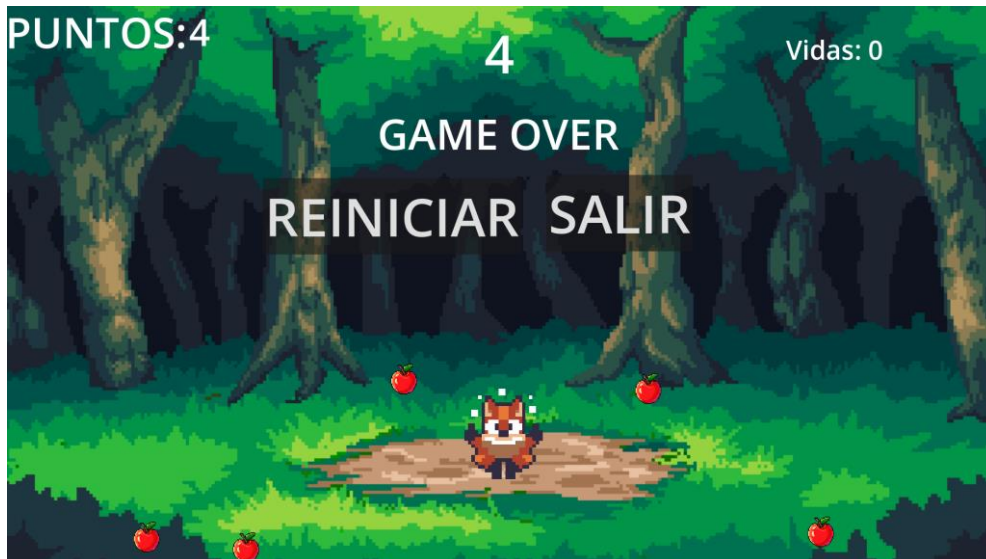 PUNTOS:4
4
Vidas: 0
GAME OVER
REINICIAR
SALIR